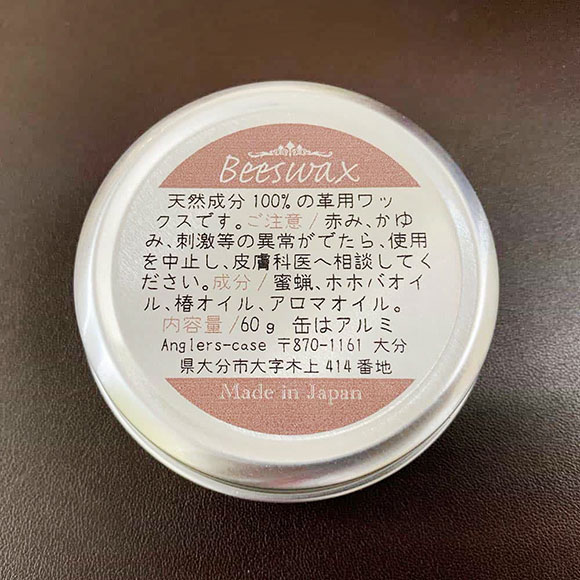 Beeswax
天然成分 100% の革用ワッ
クスです。ご注意 / 赤み、かゆ
み、刺激等の異常がでたら、使用
を中止し、皮膚科医へ相談してく
ださい。成分 / 蜜蝋、ホホバオイ
ル、椿オイル、アロマオイル。
内容量 /60g 缶はアルミ
Anglers-case 〒870-1161 大分
県大分市大字木上 414 番地
Made in Japan